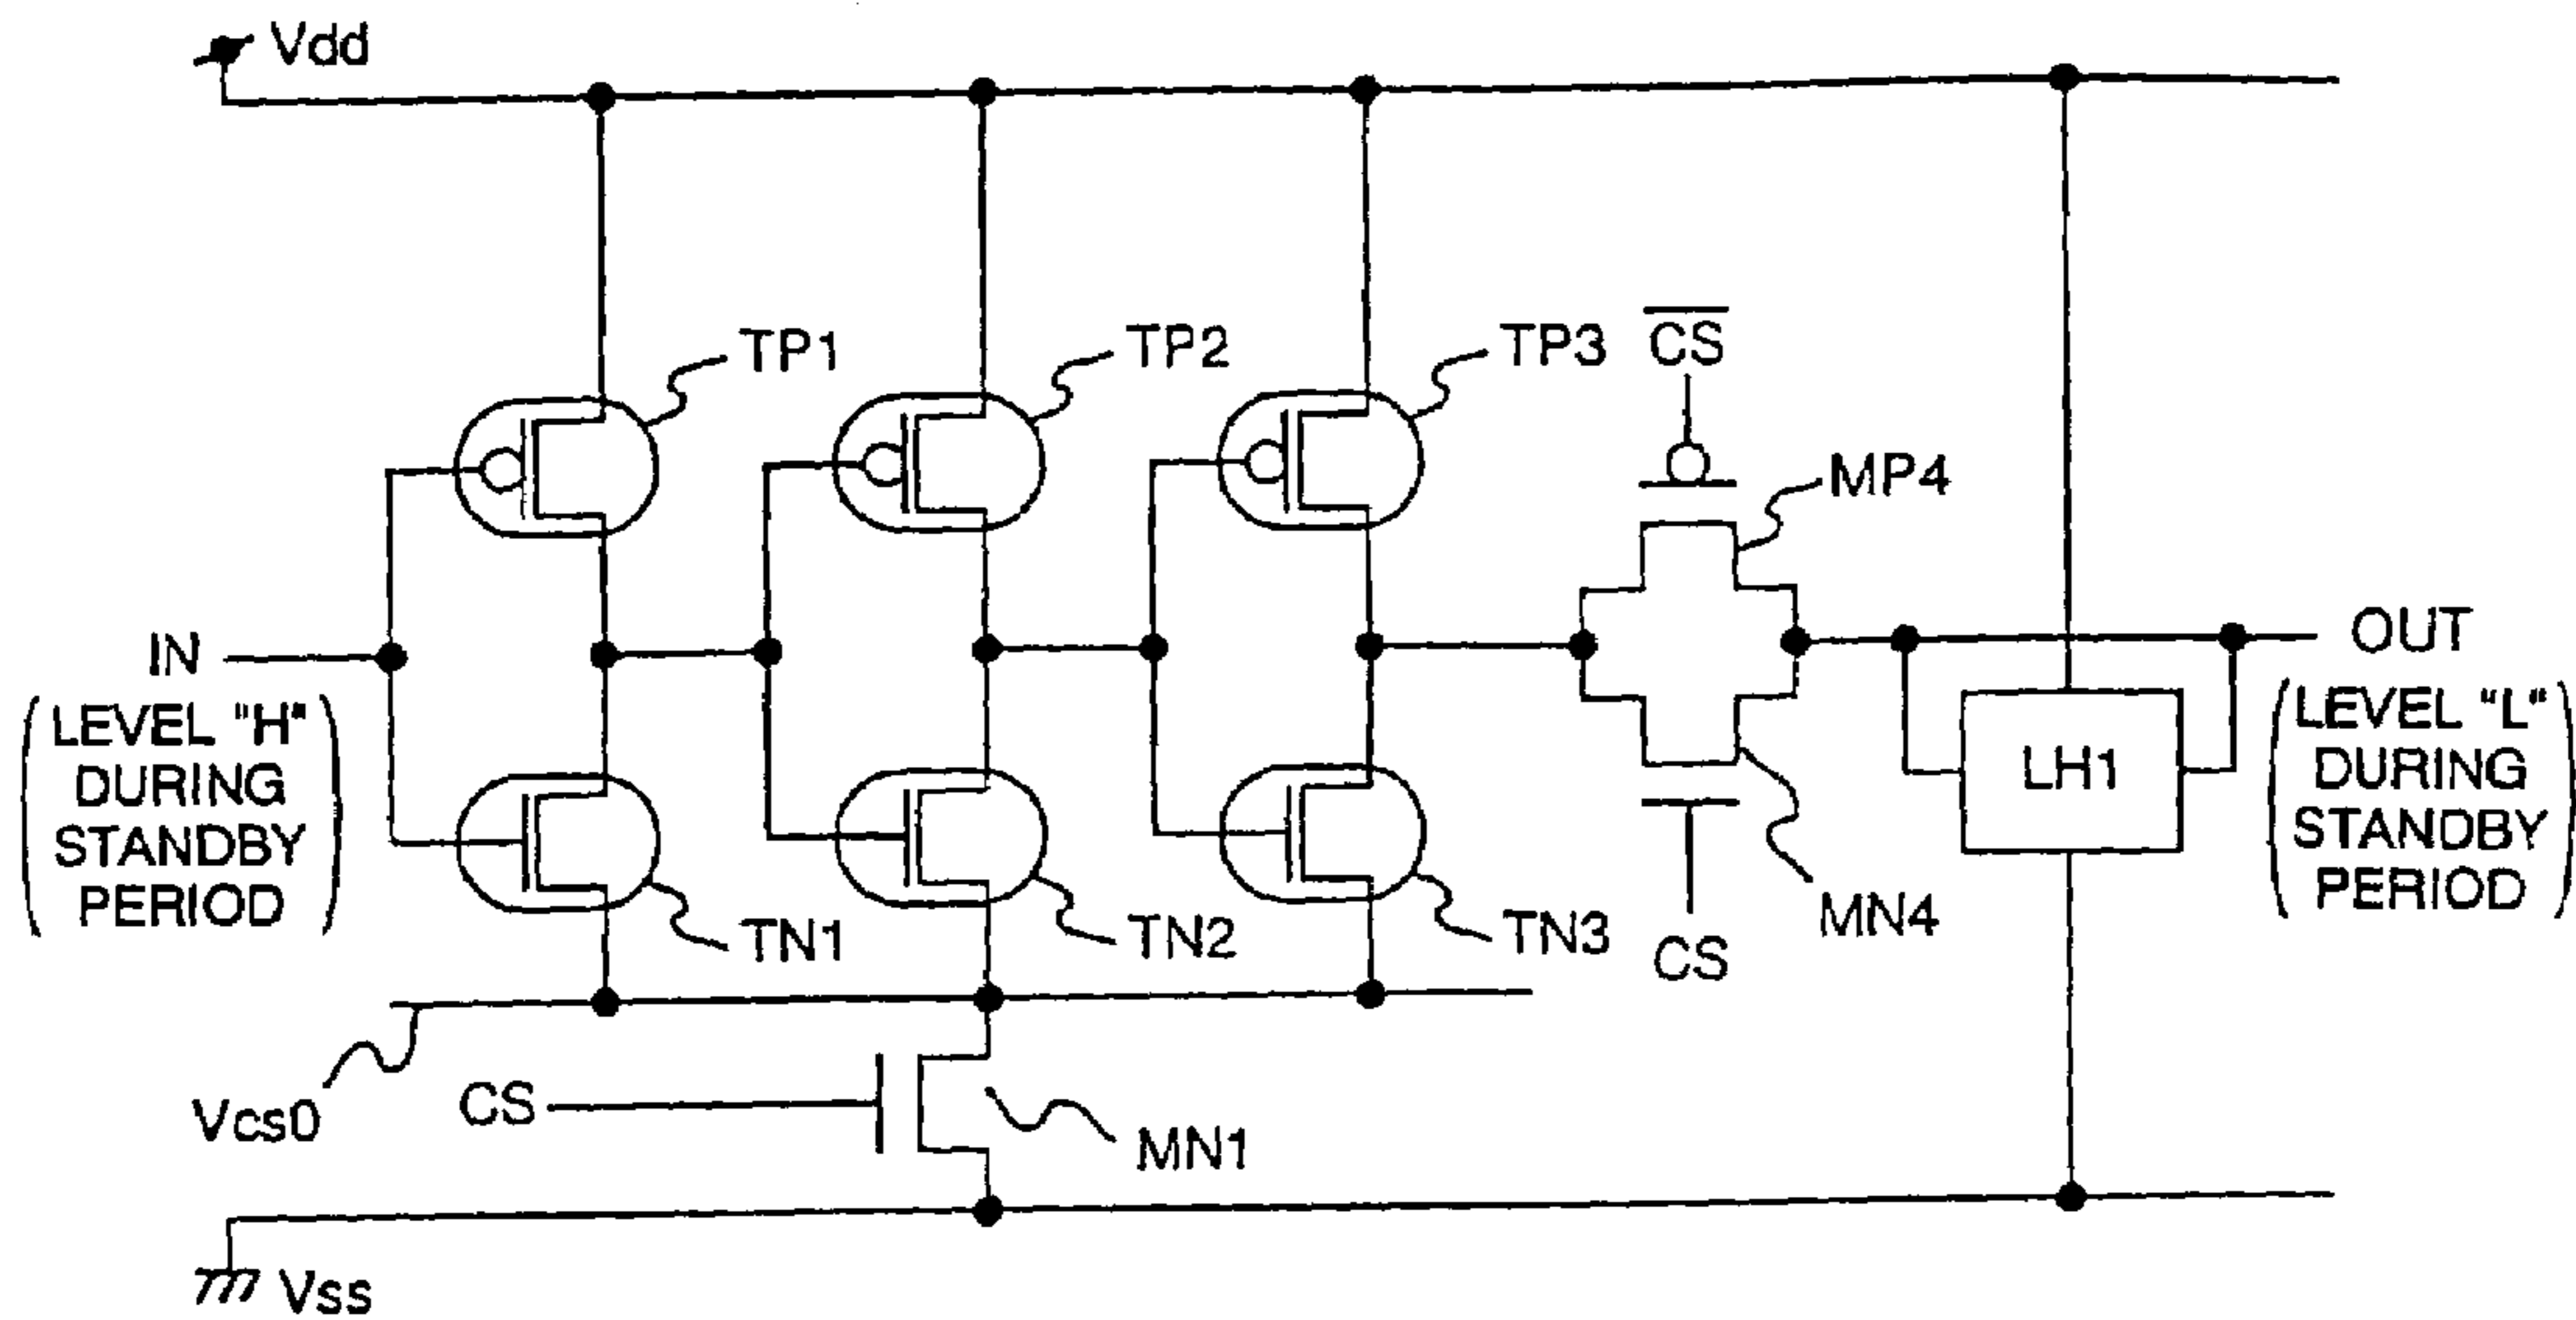 Vdd
TP1
TP2
TP3
CS
MP4
IN
(LEVEL "H"
DURING
STANDBY
PERIOD)
OUT
(LEVEL "L"
DURING
STANDBY
PERIOD)
LH1
TN1
TN2
TN3
MN4
CS
Vcs0
CS
MN1
Vss